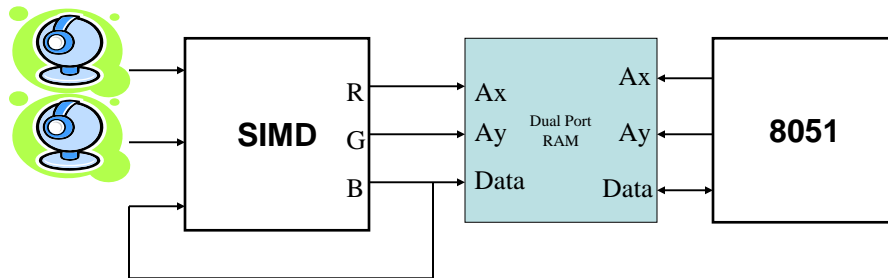 SIMD
R
G
B
Ax
Ay
Data
Dual Port
RAM
Ax
Ay
Data
8051